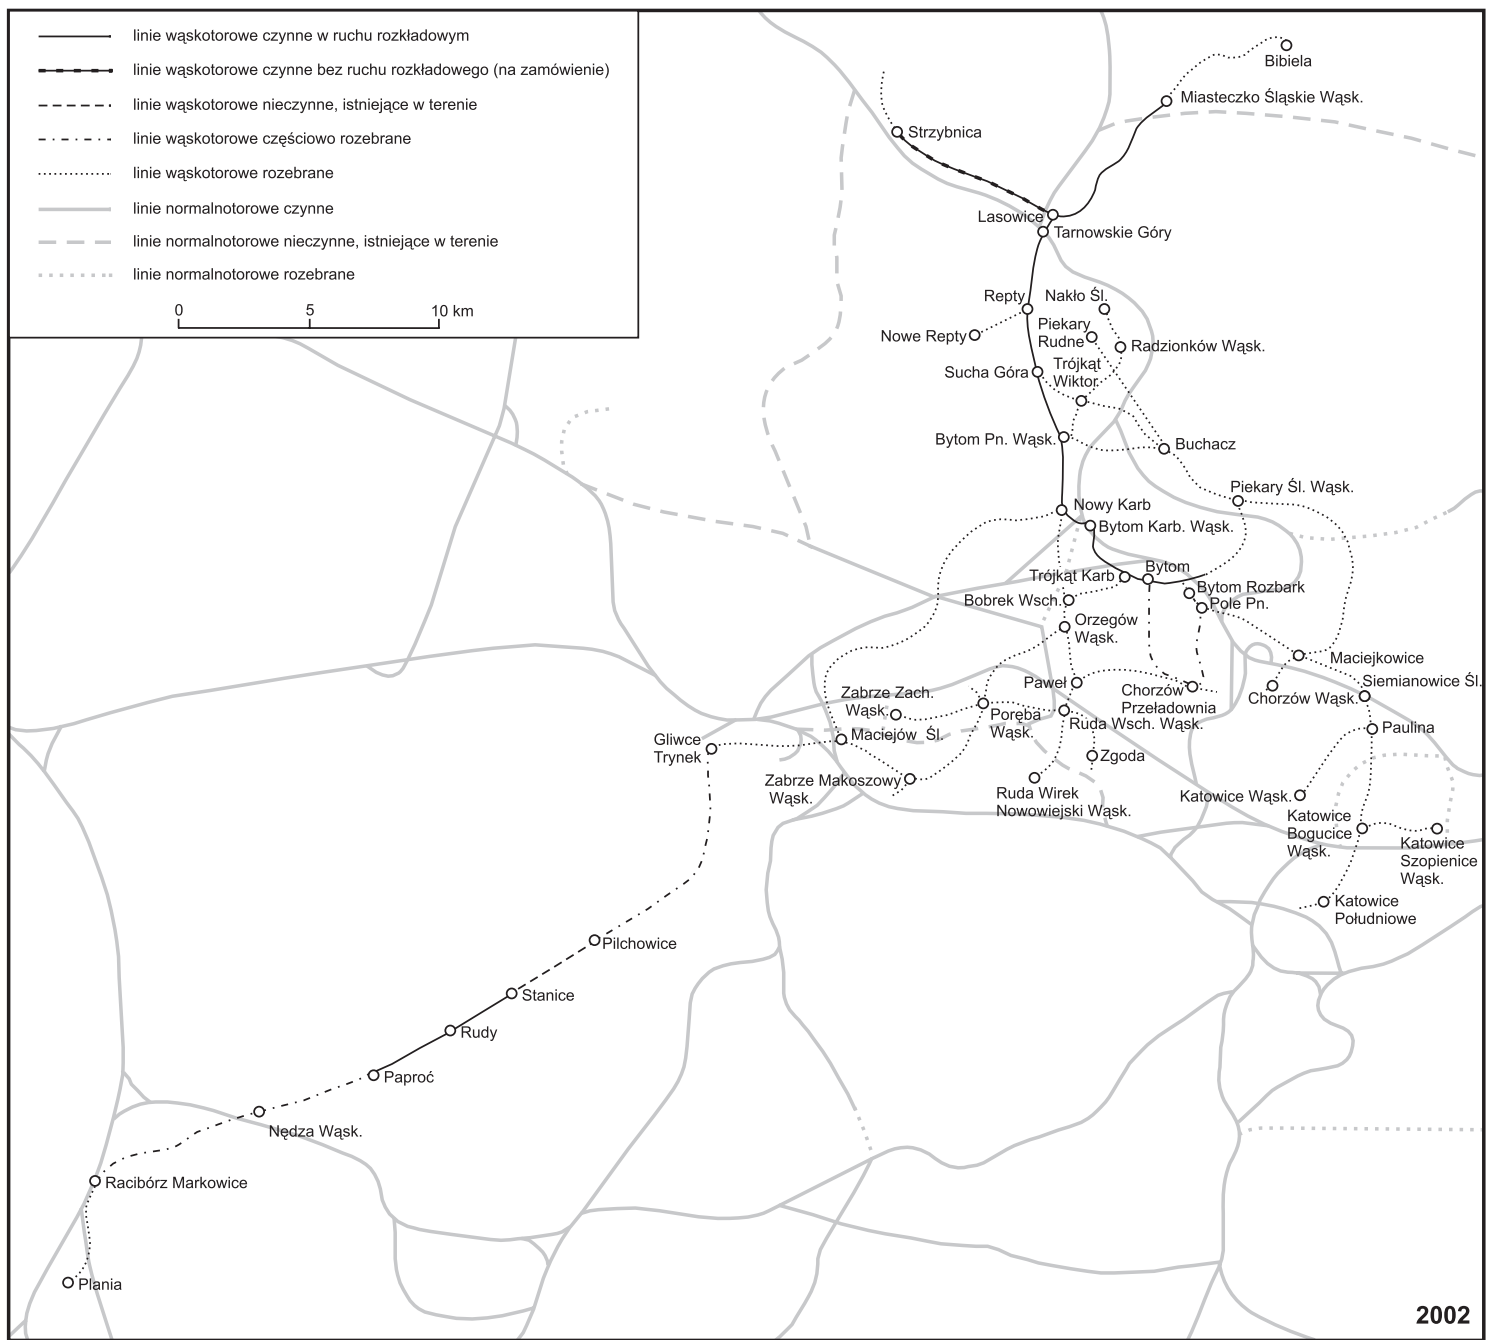 linie wąskotorowe czynne w ruchu rozkładowym
linie wąskotorowe czynne bez ruchu rozkładowego (na zamówienie)
linie wąskotorowe nieczynne, istniejące w terenie
linie wąskotorowe częściowo rozebrane
linie wąskotorowe rozebrane
linie normalnotorowe czynne
linie normalnotorowe nieczynne, istniejące w terenie
linie normalnotorowe rozebrane
0 5 10 km
Bibiela
Miasteczko Śląskie Wąsk.
Strzybnica
Lasowice
Tarnowskie Góry
Repty
Nakło Śl.
Nowe Repty
Piekary
Rudne
Radzionków Wąsk.
Sucha Góra
Trójkąt
Wiktor
Bytom Pn. Wąsk.
Buchacz
Piekary Śl. Wąsk.
Nowy Karb
Bytom Karb. Wąsk.
Trójkąt Karb
Bytom
Bytom Rozbark
Bobrek Wsch.
Pole Pn.
Orzegów
Wąsk.
Maciejkowice
Paweł
Chorzów
Przeładownia
Chorzów Wąsk.
Siemianowice Śl.
Zabrze Zach.
Wąsk.
Poręba
Wąsk.
Ruda Wsch. Wąsk.
Paulina
Gliwce
Trynek
Maciejów Śl.
Zgoda
Zabrze Makoszowy
Wąsk.
Ruda Wirek
Nowowiejski Wąsk.
Katowice Wąsk.
Katowice
Bogucice
Wąsk.
Katowice
Szopienice
Wąsk.
Katowice
Południowe
Pilchowice
Stanice
Rudy
Paproć
Nędza Wąsk.
Racibórz Markowice
Plania
2002